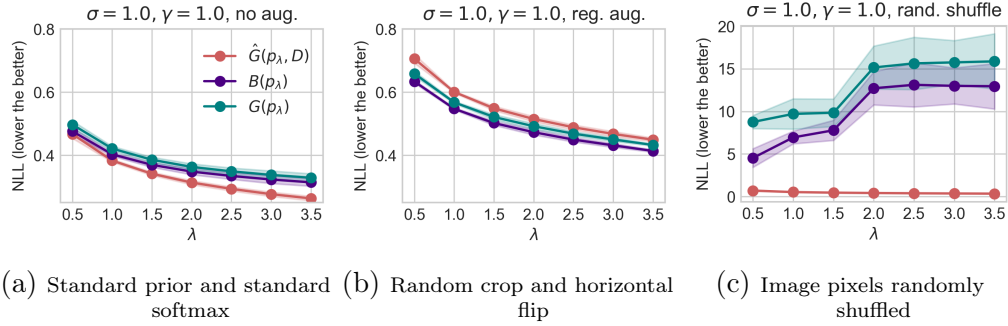 σ = 1.0, γ = 1.0, no aug.
NLL (lower the better)
0.8
0.6
0.4
Ĝ(p_λ, D)
B(p_λ)
G(p_λ)
0.5 1.0 1.5 2.0 2.5 3.0 3.5
λ
(a) Standard prior and standard
softmax
σ = 1.0, γ = 1.0, reg. aug.
NLL (lower the better)
0.8
0.6
0.4
0.5 1.0 1.5 2.0 2.5 3.0 3.5
λ
(b) Random crop and horizontal
flip
σ = 1.0, γ = 1.0, rand. shuffle
NLL (lower the better)
20
15
10
5
0
0.5 1.0 1.5 2.0 2.5 3.0 3.5
λ
(c) Image pixels randomly
shuffled